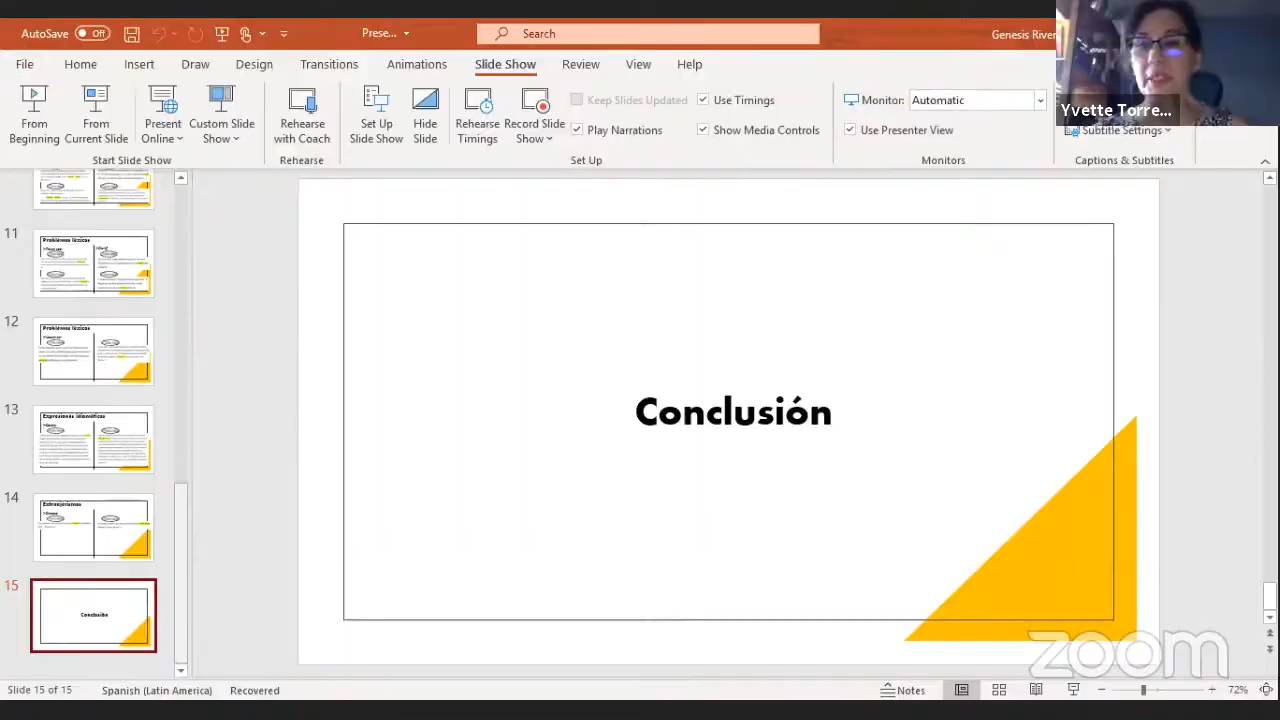 AutoSave Off Prese... Search Genesis River
File Home Insert Draw Design Transitions Animations Slide Show Review View Help
From Beginning
From Current Slide
Present Online
Custom Slide Show
Start Slide Show
Rehearse with Coach
Rehearse
Set Up Slide Show
Hide Slide
Rehearse Timings
Record Slide Show
Keep Slides Updated
Play Narrations
Use Timings
Show Media Controls
Set Up
Monitor: Automatic
Use Presenter View
Monitors
Yvette Torre...
Subtitle Settings
Captions & Subtitles
11
Problemas léxicos
12
Problemas léxicos
13
Expresiones idiomáticas
14
Extranjerismos
15
Conclusión
Conclusión
zoom
Slide 15 of 15 Spanish (Latin America) Recovered Notes 72%